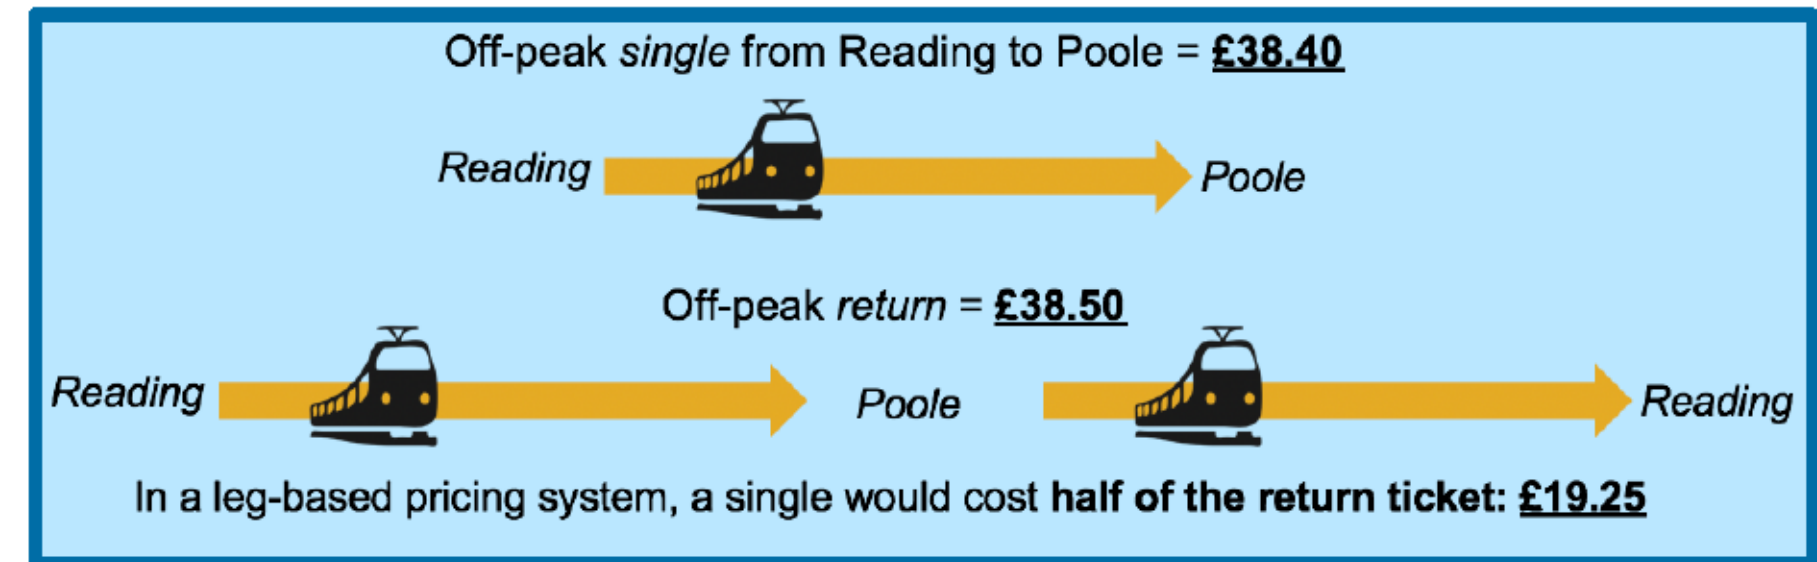 Off-peak single from Reading to Poole = £38.40
Reading Poole
Off-peak return = £38.50
Reading Poole Reading
In a leg-based pricing system, a single would cost half of the return ticket: £19.25